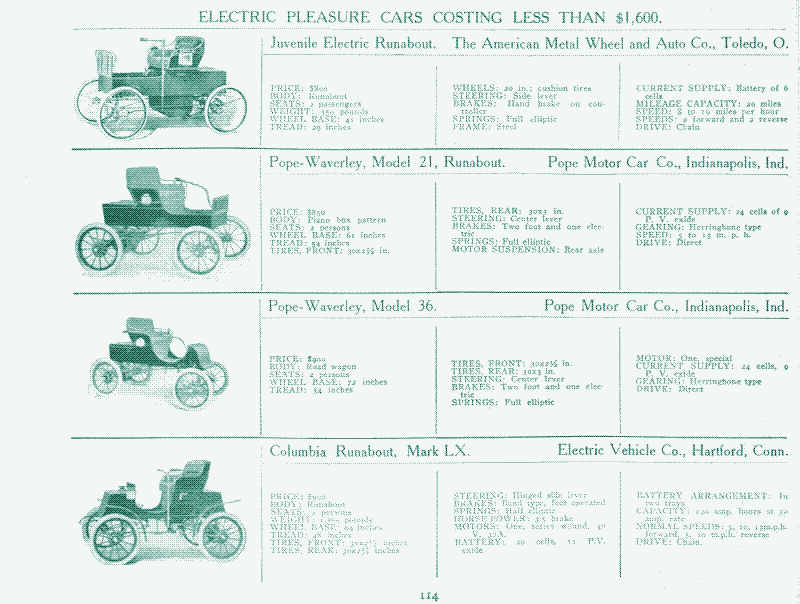 ELECTRIC PLEASURE CARS COSTING LESS THAN $1,600.
Juvenile Electric Runabout. The American Metal Wheel and Auto Co., Toledo, O.
PRICE: $800
BODY: Runabout
SEATS: 2 passengers
WEIGHT: 350 pounds
WHEEL BASE: 41 inches
TREAD: 29 inches
WHEELS: 20 in.; cushion tires
STEERING: Side lever
BRAKES: Hand brake on con-
troller
SPRINGS: Full elliptic
FRAME: Steel
CURRENT SUPPLY: Battery of 6
cells
MILEAGE CAPACITY: 20 miles
SPEED: 8 to 10 miles per hour
SPEEDS: 2 forward and 2 reverse
DRIVE: Chain
Pope-Waverley, Model 21, Runabout. Pope Motor Car Co., Indianapolis, Ind.
PRICE: $850
BODY: Piano box pattern
SEATS: 2 persons
WHEEL BASE: 61 inches
TREAD: 54 inches
TIRES, FRONT: 30x2½ in.
TIRES, REAR: 30x3 in.
STEERING: Center lever
BRAKES: Two foot and one elec-
tric
SPRINGS: Full elliptic
MOTOR SUSPENSION: Rear axle
CURRENT SUPPLY: 24 cells of 9
P. V. exide
GEARING: Herringbone type
SPEED: 5 to 15 m. p. h.
DRIVE: Direct
Pope-Waverley, Model 36. Pope Motor Car Co., Indianapolis, Ind.
PRICE: $900
BODY: Road wagon
SEATS: 2 persons
WHEEL BASE: 72 inches
TREAD: 54 inches
TIRES, FRONT: 30x2½ in.
TIRES, REAR: 30x3 in.
STEERING: Center lever
BRAKES: Two foot and one elec-
tric
SPRINGS: Full elliptic
MOTOR: One, special
CURRENT SUPPLY: 24 cells, 9
P. V. exide
GEARING: Herringbone type
DRIVE: Direct
Columbia Runabout, Mark LX. Electric Vehicle Co., Hartford, Conn.
PRICE: $900
BODY: Runabout
SEATS: 2 persons
WEIGHT: pounds
WHEEL BASE: 64 inches
TREAD: 48 inches
TIRES, FRONT: 30x2½ inches
TIRES, REAR: 30x2½ inches
STEERING: Hinged side lever
BRAKES: Band type, foot operated
SPRINGS: Half elliptic
HORSE POWER: 3.5 brake
MOTORS: One, series wound, 40
V.
BATTERY: 20 cells, 11 P.V.
exide
BATTERY ARRANGEMENT: In
two trays
CAPACITY: amp. hours at 30
amp. rate
NORMAL SPEEDS: 5, 10, m.p.h.
forward, 5, 10 m.p.h. reverse
DRIVE: Chain.
114